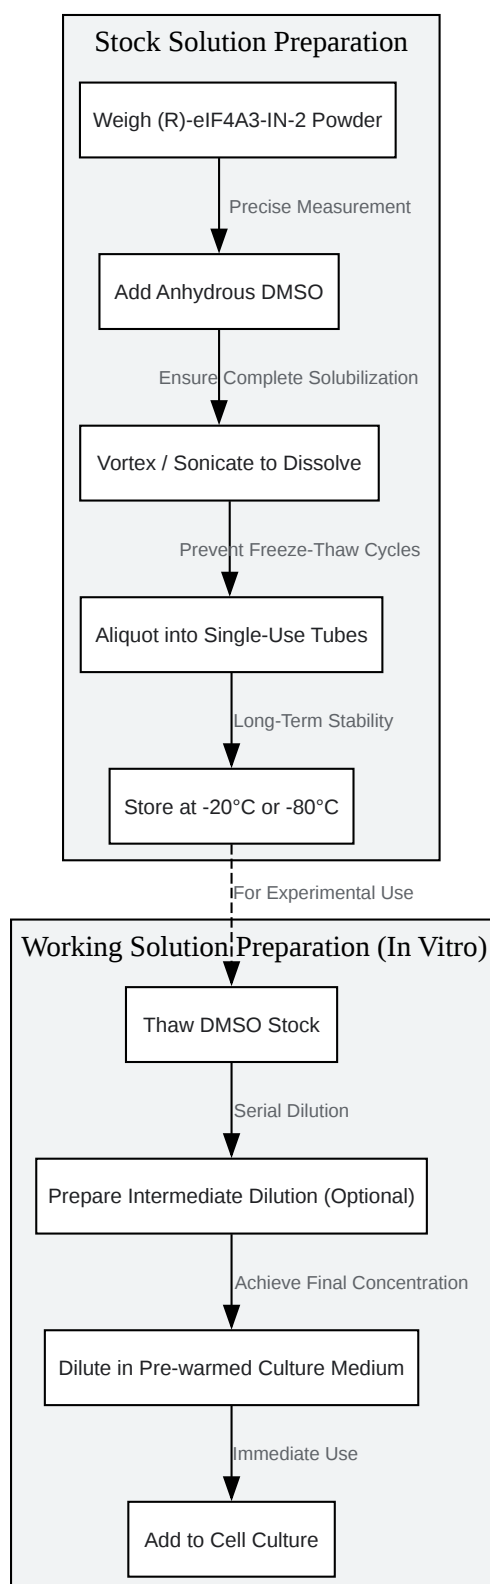 Stock Solution Preparation
Weigh (R)-eIF4A3-IN-2 Powder
Precise Measurement
Add Anhydrous DMSO
Ensure Complete Solubilization
Vortex / Sonicate to Dissolve
Prevent Freeze-Thaw Cycles
Aliquot into Single-Use Tubes
Long-Term Stability
Store at -20°C or -80°C
For Experimental Use
Working Solution Preparation (In Vitro)
Thaw DMSO Stock
Serial Dilution
Prepare Intermediate Dilution (Optional)
Achieve Final Concentration
Dilute in Pre-warmed Culture Medium
Immediate Use
Add to Cell Culture